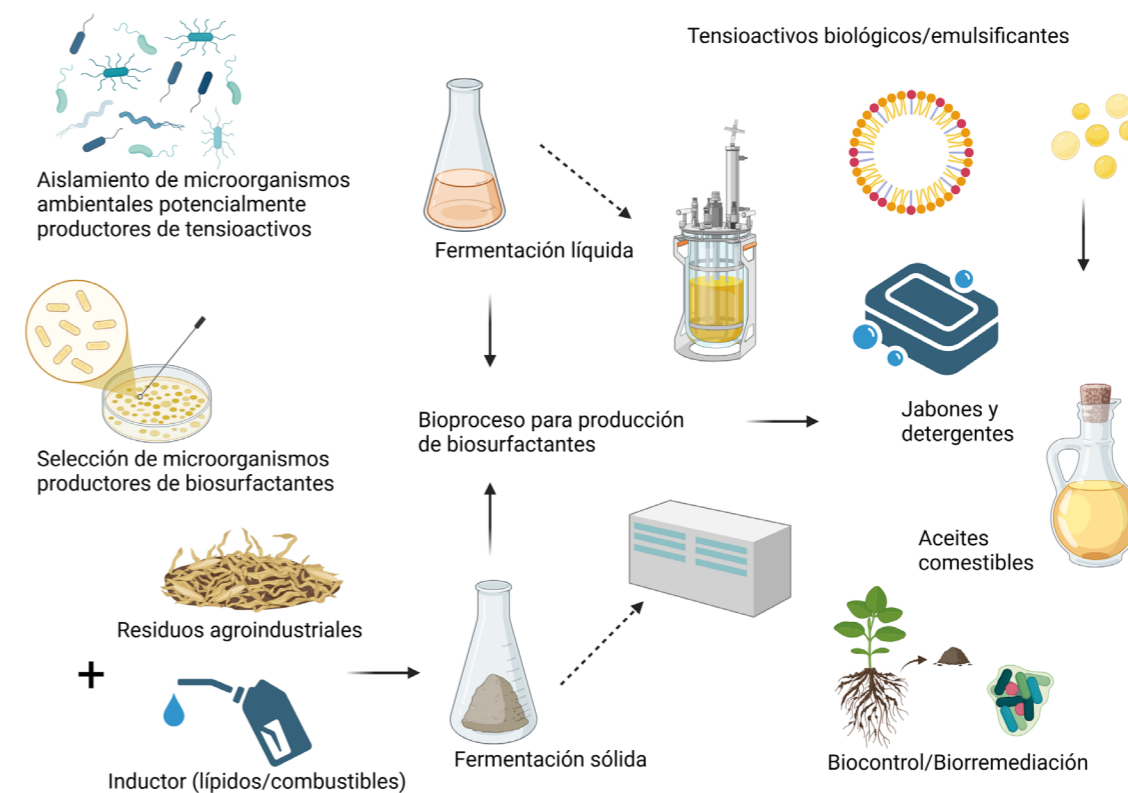 Tensioactivos biológicos/emulsificantes
Aislamiento de microorganismos
ambientales potencialmente
productores de tensioactivos
Fermentación líquida
Selección de microorganismos
productores de biosurfactantes
Bioproceso para producción
de biosurfactantes
Jabones y
detergentes
Aceites
comestibles
Residuos agroindustriales
+
Inductor (lípidos/combustibles)
Fermentación sólida
Biocontrol/Biorremediación